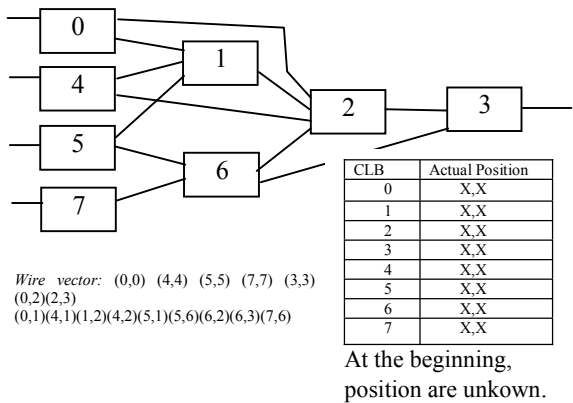 0
1
4
2
3
5
6
7
CLB Actual Position
0 X,X
1 X,X
2 X,X
3 X,X
4 X,X
5 X,X
6 X,X
7 X,X
Wire vector: (0,0) (4,4) (5,5) (7,7) (3,3)
(0,2)(2,3)
(0,1)(4,1)(1,2)(4,2)(5,1)(5,6)(6,2)(6,3)(7,6)
At the beginning,
position are unkown.